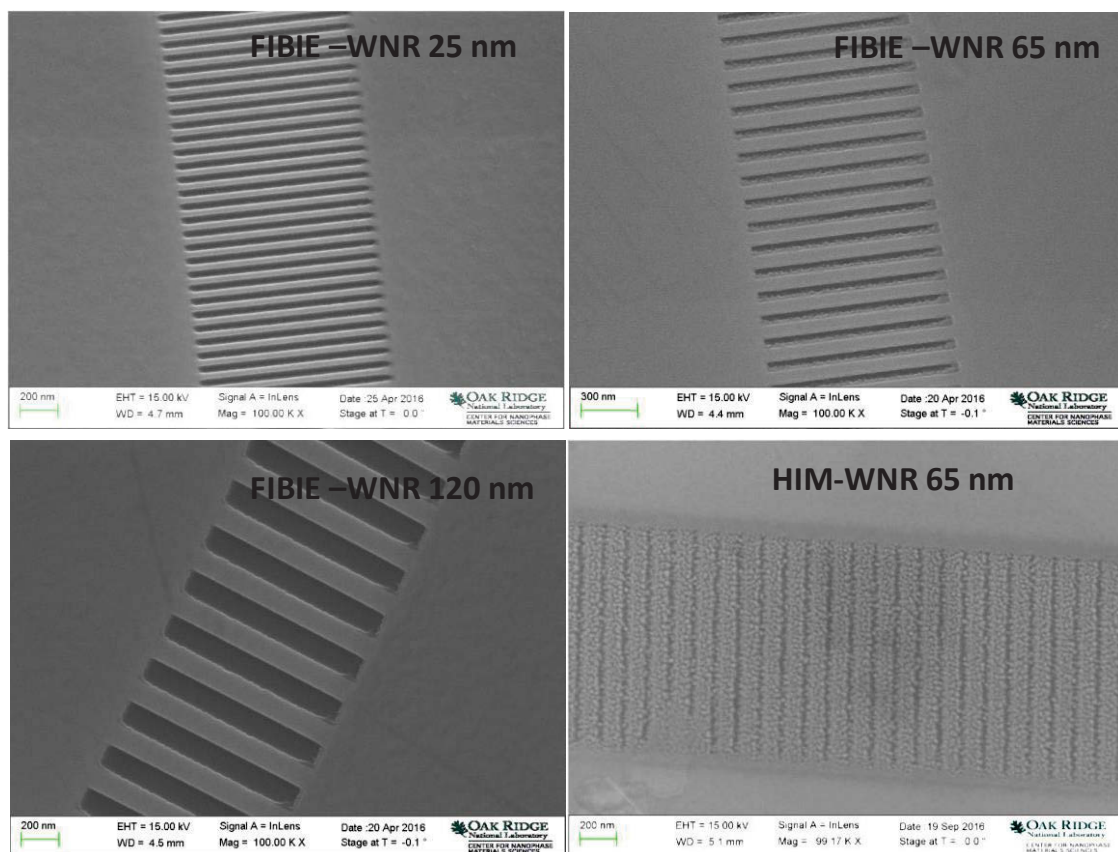 FIBIE –WNR 25 nm
200 nm
EHT = 15.00 kV
WD = 4.7 mm
Signal A = InLens
Mag = 100.00 K X
Date :25 Apr 2016
Stage at T = 0.0 °
OAK RIDGE
National Laboratory
CENTER FOR NANOPHASE
MATERIALS SCIENCES
FIBIE –WNR 65 nm
300 nm
EHT = 15.00 kV
WD = 4.4 mm
Signal A = InLens
Mag = 100.00 K X
Date :20 Apr 2016
Stage at T = -0.1 °
OAK RIDGE
National Laboratory
CENTER FOR NANOPHASE
MATERIALS SCIENCES
FIBIE –WNR 120 nm
200 nm
EHT = 15.00 kV
WD = 4.5 mm
Signal A = InLens
Mag = 100.00 K X
Date :20 Apr 2016
Stage at T = -0.1 °
OAK RIDGE
National Laboratory
CENTER FOR NANOPHASE
MATERIALS SCIENCES
HIM-WNR 65 nm
200 nm
EHT = 15.00 kV
WD = 5.1 mm
Signal A = InLens
Mag = 99.17 K X
Date :19 Sep 2016
Stage at T = 0.0 °
OAK RIDGE
National Laboratory
CENTER FOR NANOPHASE
MATERIALS SCIENCES